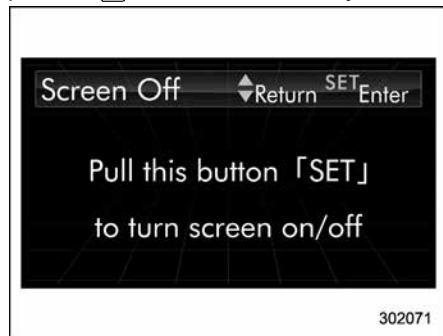 Screen Off Return SET Enter
Pull this button「SET」
to turn screen on/off
302071